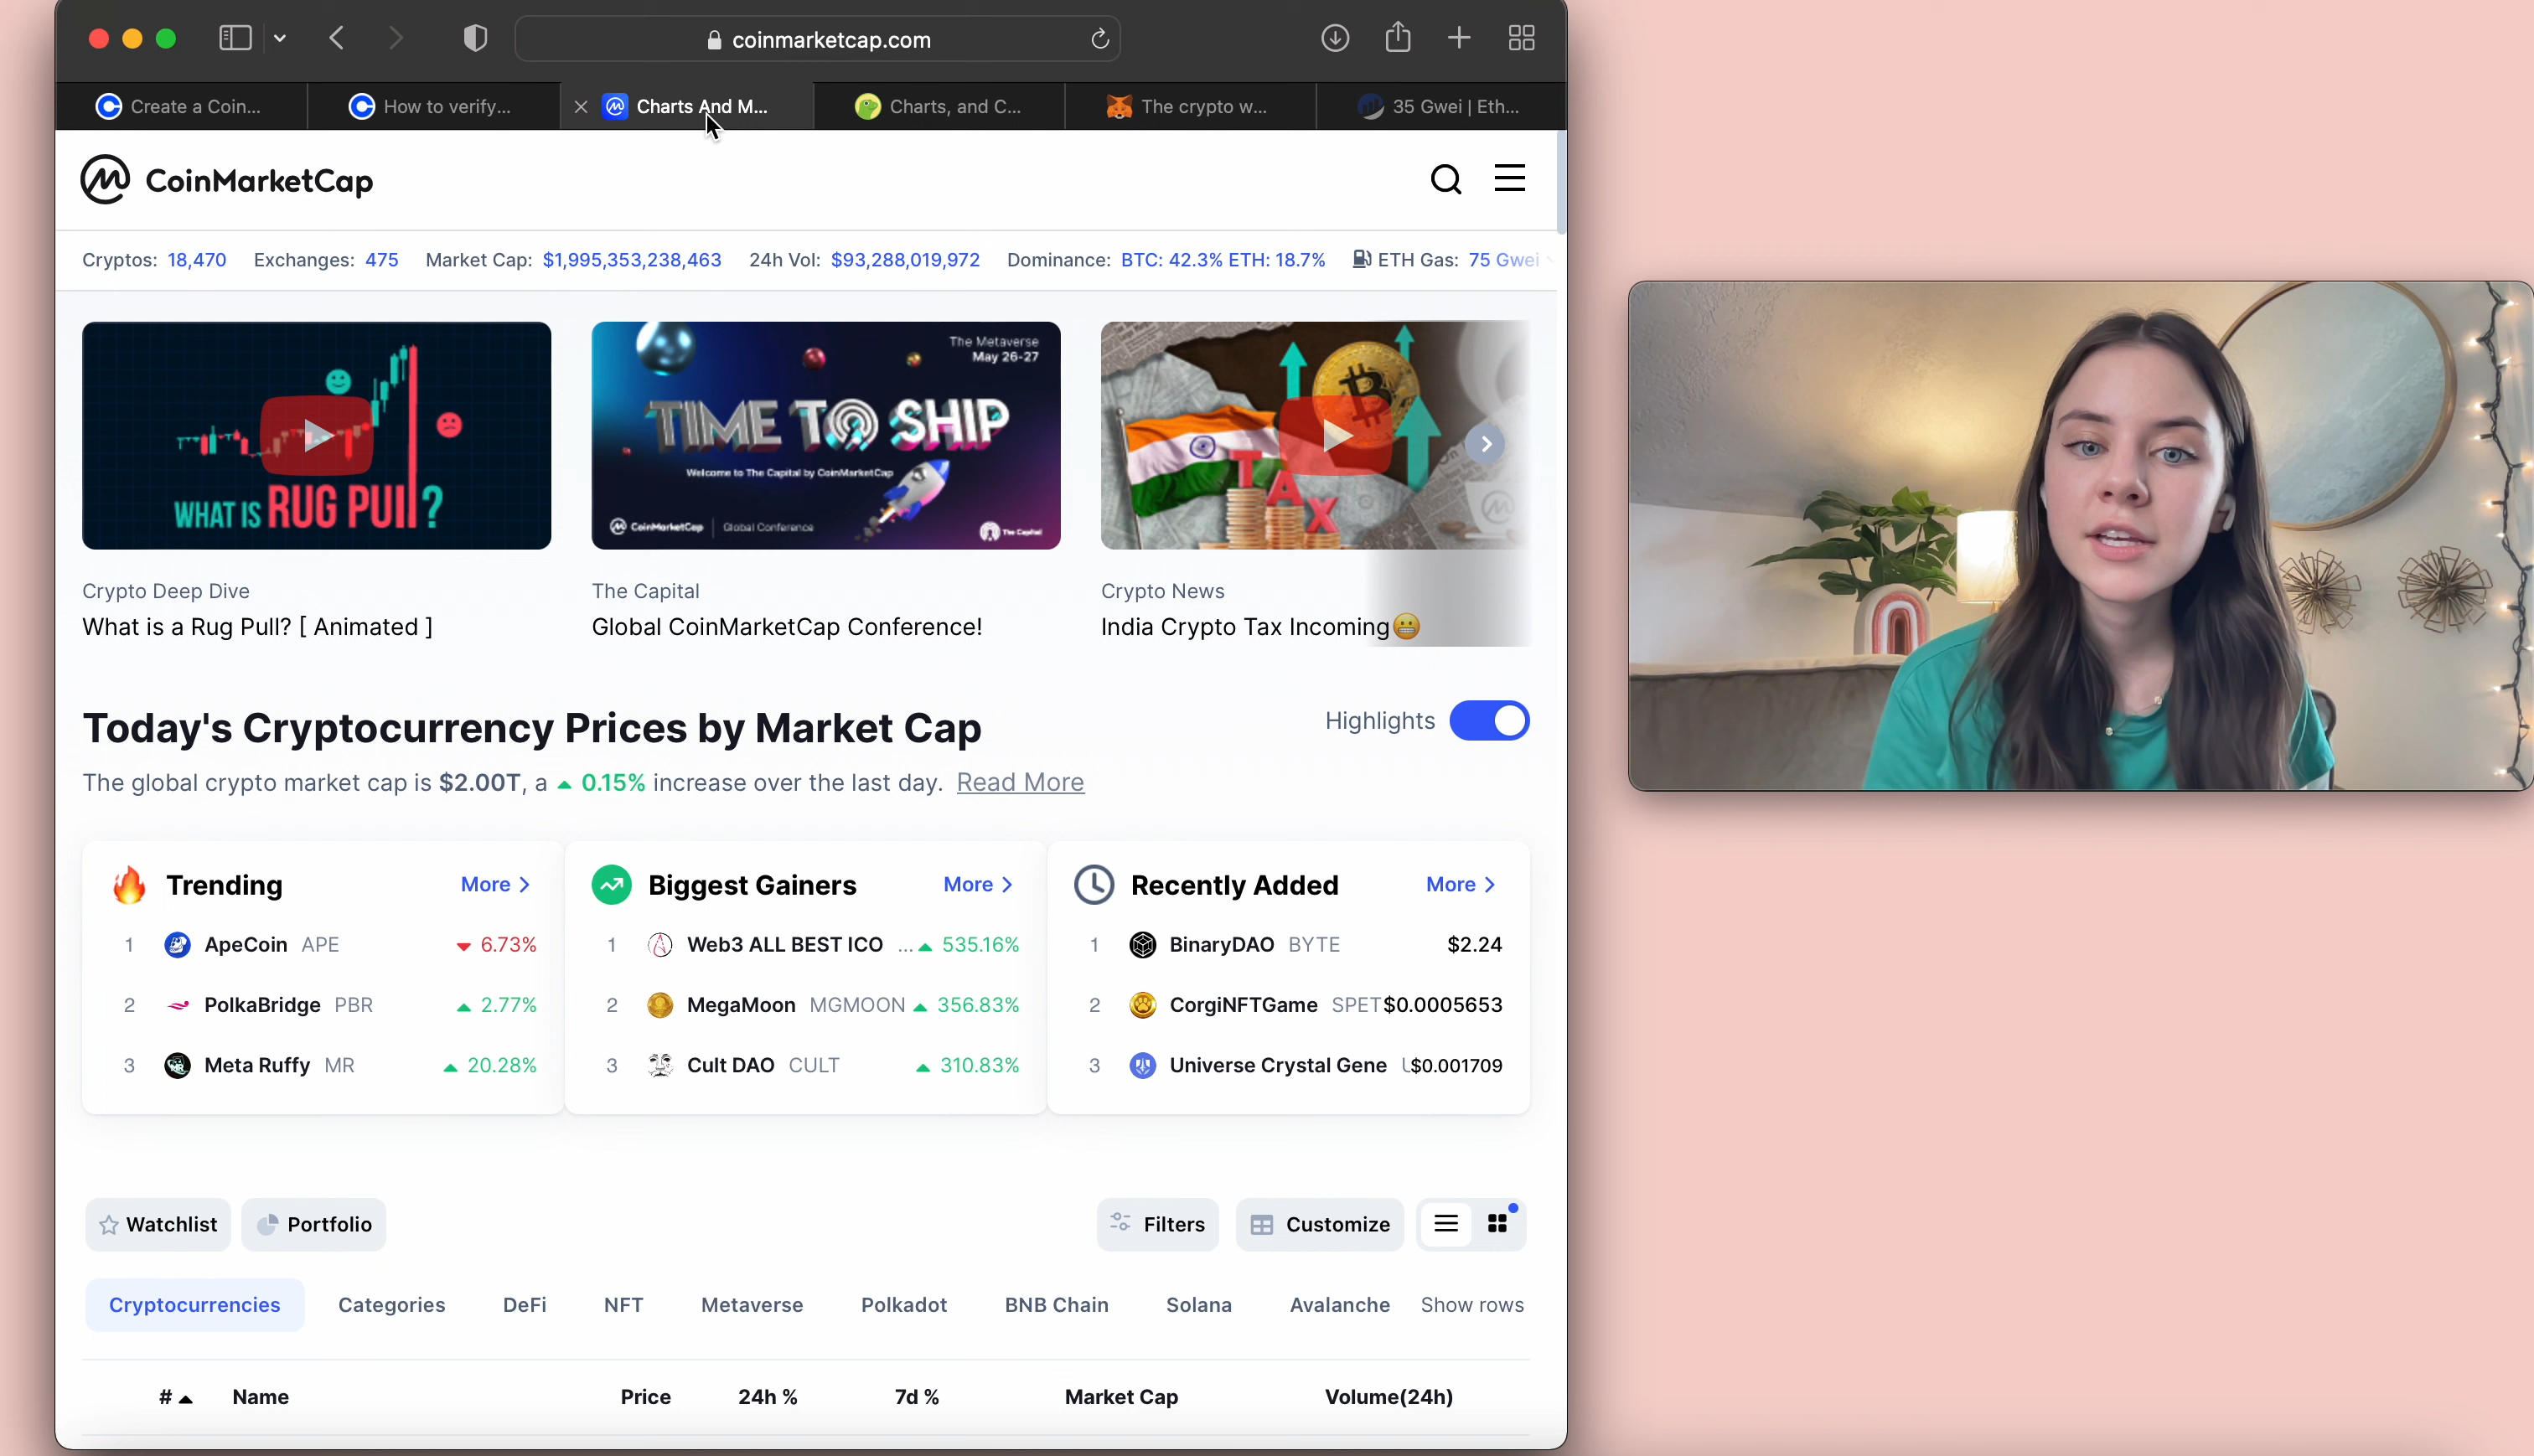 coinmarketcap.com
Create a Coin...
How to verify...
Charts And M...
Charts, and C...
The crypto w...
35 Gwei | Eth...
CoinMarketCap
Cryptos: 18,470 Exchanges: 475 Market Cap: $1,995,353,238,463 24h Vol: $93,288,019,972 Dominance: BTC: 42.3% ETH: 18.7% ETH Gas: 75 Gwei
WHAT IS RUG PUll?
The Metaverse
May 26-27
TIME TO SHIP
Welcome to The Capital by CoinMarketCap
CoinMarketCap | Global Conference
The Capital
TAX
Crypto Deep Dive
What is a Rug Pull? [ Animated ]
The Capital
Global CoinMarketCap Conference!
Crypto News
India Crypto Tax Incoming😬
Today's Cryptocurrency Prices by Market Cap
Highlights
The global crypto market cap is $2.00T, a ▲ 0.15% increase over the last day. Read More
Trending More >
1 ApeCoin APE ▼ 6.73%
2 PolkaBridge PBR ▲ 2.77%
3 Meta Ruffy MR ▲ 20.28%
Biggest Gainers More >
1 Web3 ALL BEST ICO ... ▲ 535.16%
2 MegaMoon MGMOON ▲ 356.83%
3 Cult DAO CULT ▲ 310.83%
Recently Added More >
1 BinaryDAO BYTE $2.24
2 CorgiNFTGame SPET $0.0005653
3 Universe Crystal Gene $0.001709
Watchlist
Portfolio
Filters
Customize
Cryptocurrencies Categories DeFi NFT Metaverse Polkadot BNB Chain Solana Avalanche Show rows
# ▲ Name Price 24h % 7d % Market Cap Volume(24h)